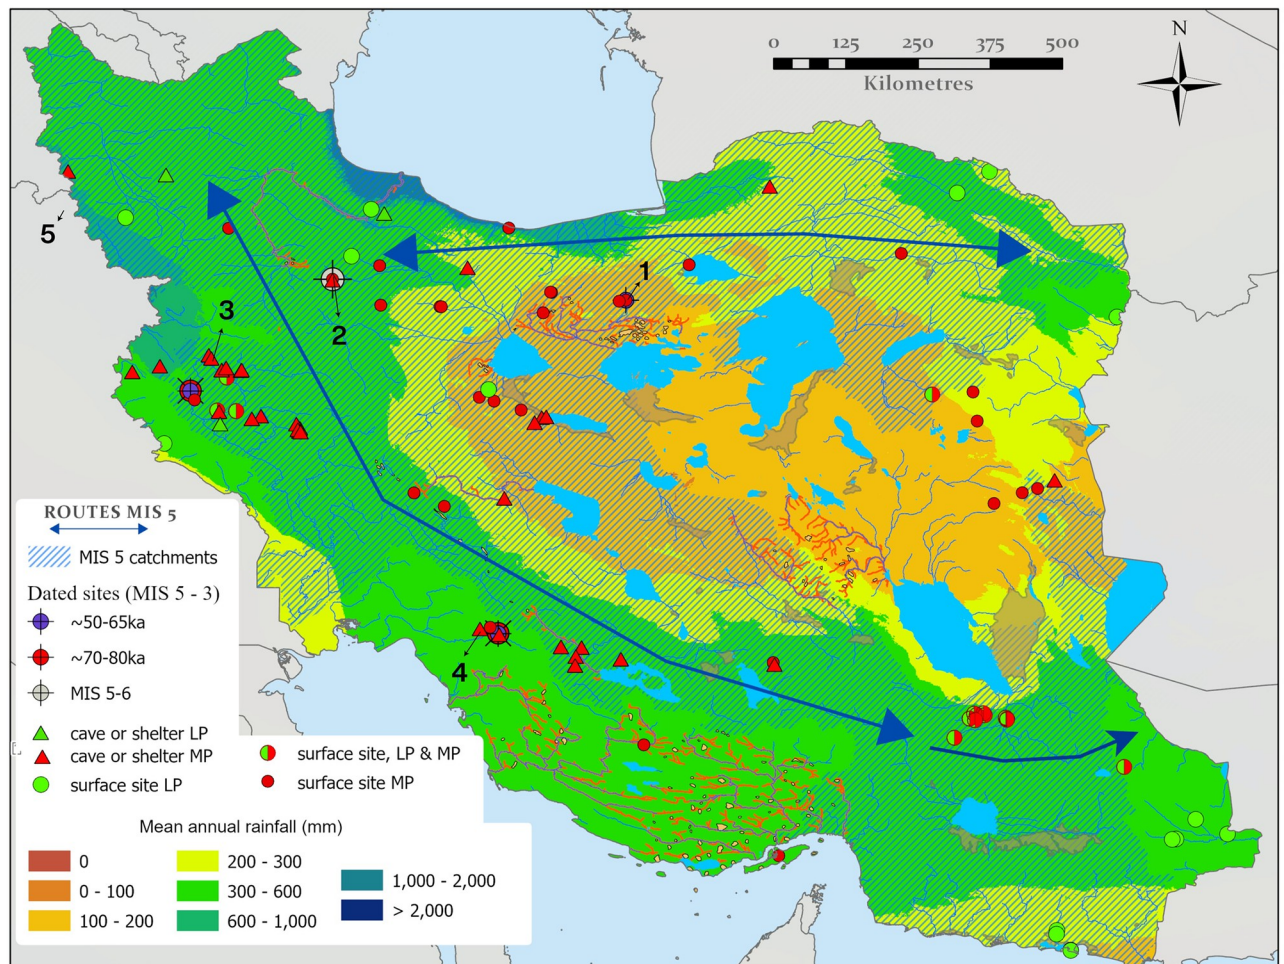 N
0 125 250 375 500
Kilometres
1
2
3
4
5
ROUTES MIS 5
MIS 5 catchments
Dated sites (MIS 5 - 3)
~50-65ka
~70-80ka
MIS 5-6
cave or shelter LP
cave or shelter MP
surface site LP
surface site, LP & MP
surface site MP
Mean annual rainfall (mm)
0
0 - 100
100 - 200
200 - 300
300 - 600
600 - 1,000
1,000 - 2,000
> 2,000